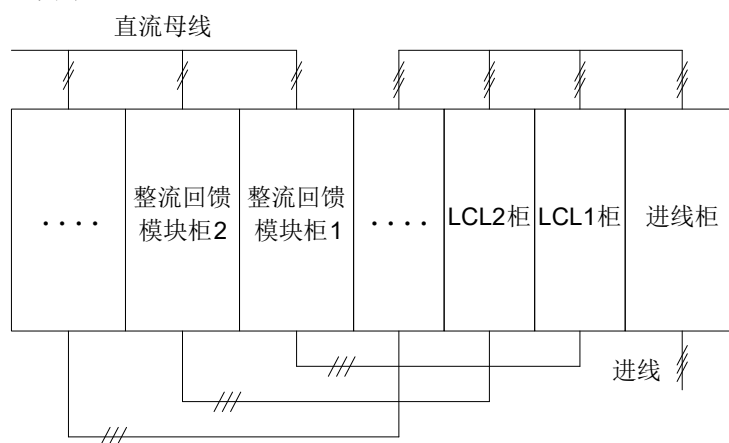 直流母线
整流回馈
模块柜2
整流回馈
模块柜1
LCL2柜
LCL1柜
进线柜
....
....
进线